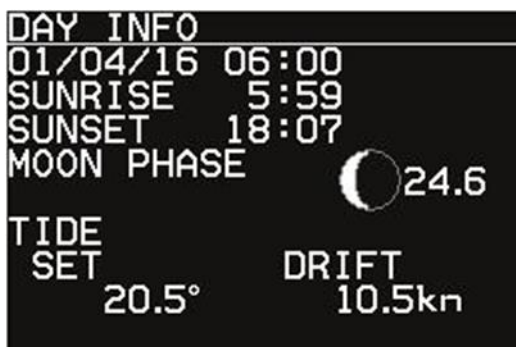 DAY INFO
01/04/16 06:00
SUNRISE 5:59
SUNSET 18:07
MOON PHASE
24.6
TIDE
SET DRIFT
20.5° 10.5kn